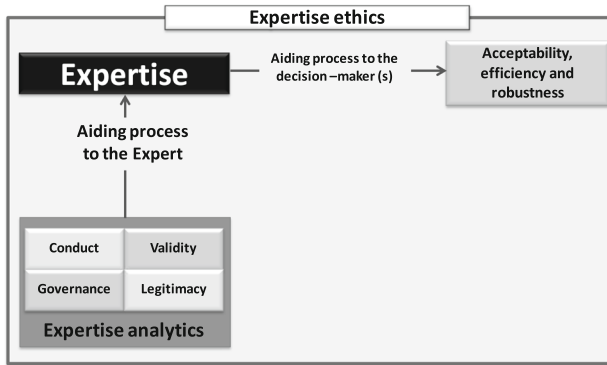 Expertise ethics
Expertise
Aiding process to the
decision –maker (s)
Acceptability,
efficiency and
robustness
Aiding process
to the Expert
Conduct
Validity
Governance
Legitimacy
Expertise analytics